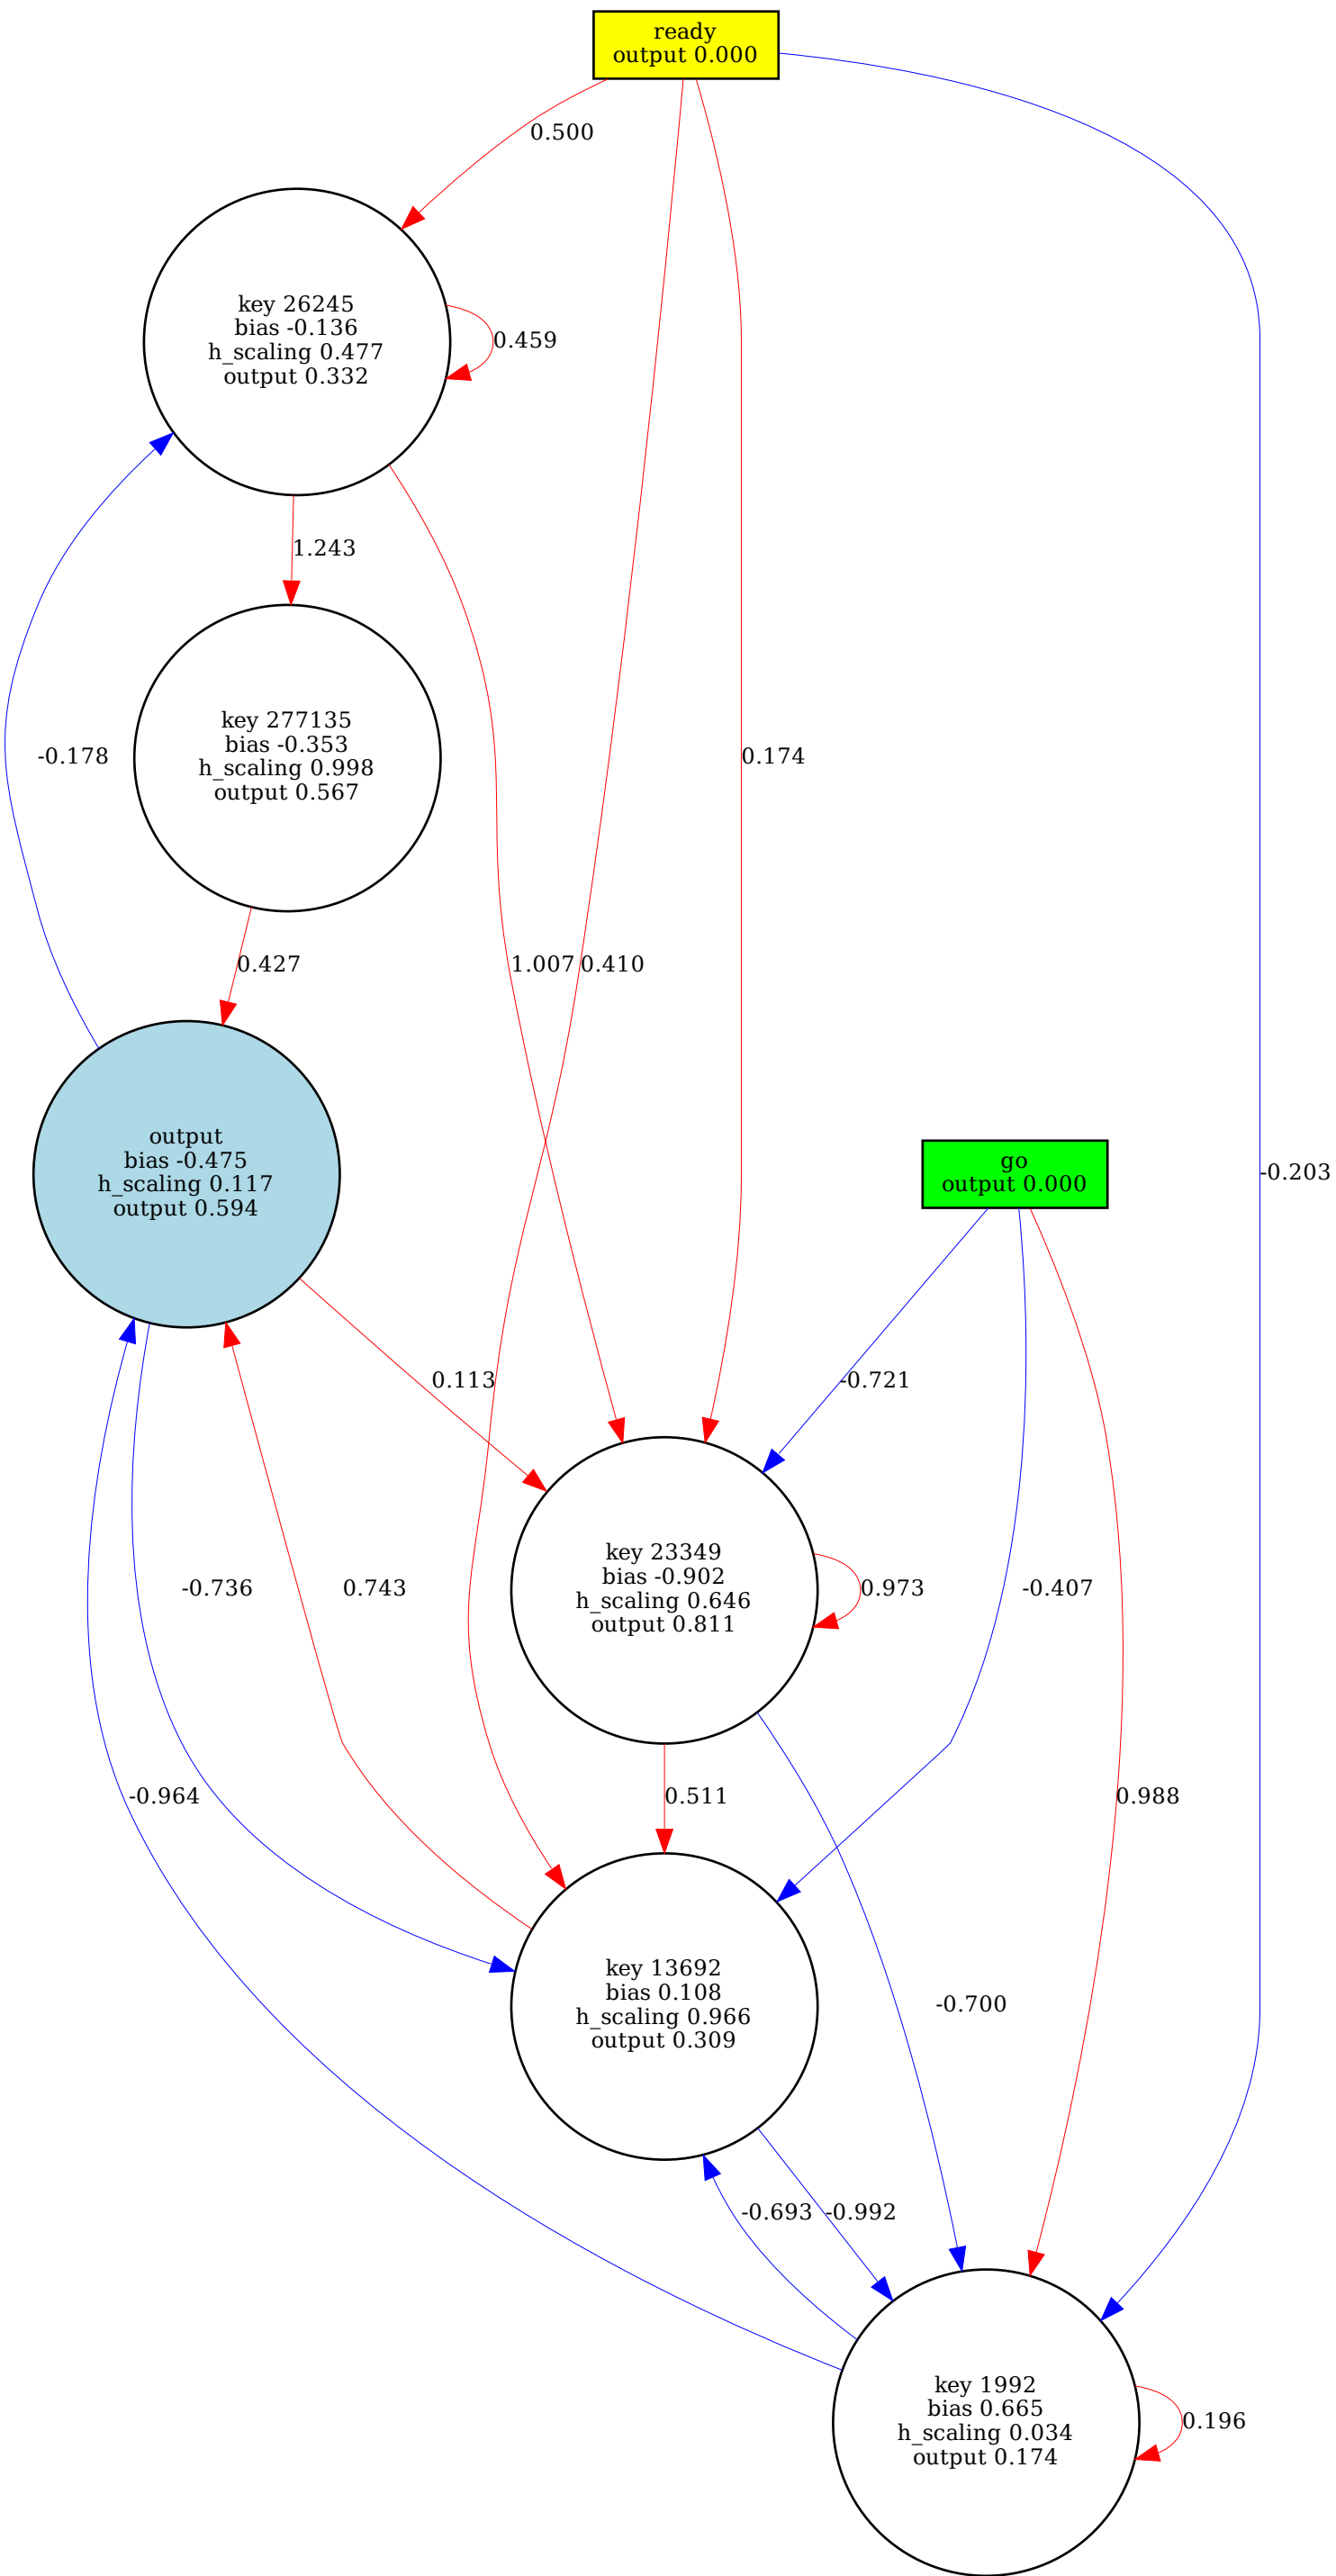 ready
output 0.000
0.500
key 26245
bias -0.136
h_scaling 0.477
output 0.332
0.459
1.243
key 277135
bias -0.353
h_scaling 0.998
output 0.567
-0.178
0.174
0.427
1.007
0.410
output
bias -0.475
h_scaling 0.117
output 0.594
go
output 0.000
-0.203
0.113
-0.721
key 23349
bias -0.902
h_scaling 0.646
output 0.811
-0.736
0.743
0.973
-0.407
-0.964
0.511
0.988
key 13692
bias 0.108
h_scaling 0.966
output 0.309
-0.700
-0.693
-0.992
key 1992
bias 0.665
h_scaling 0.034
output 0.174
0.196